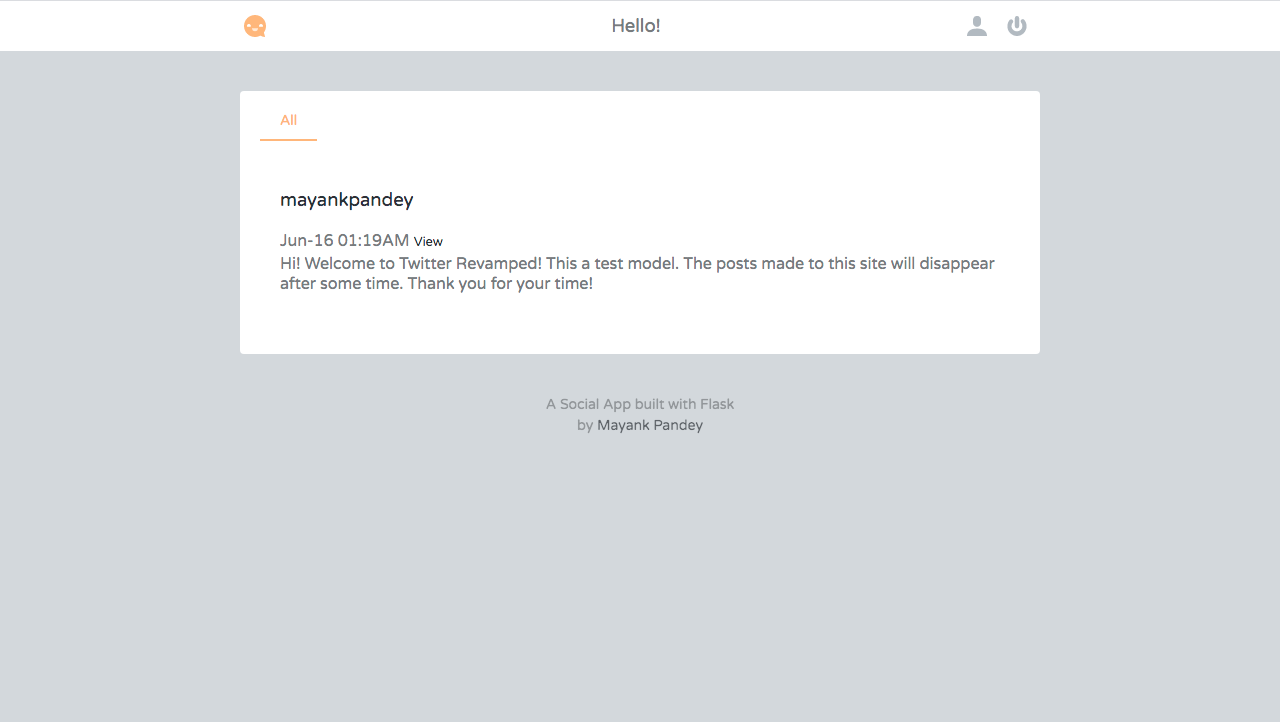 Hello!
All
mayankpandey
Jun-16 01:19AM View
Hi! Welcome to Twitter Revamped! This a test model. The posts made to this site will disappear
after some time. Thank you for your time!
A Social App built with Flask
by Mayank Pandey